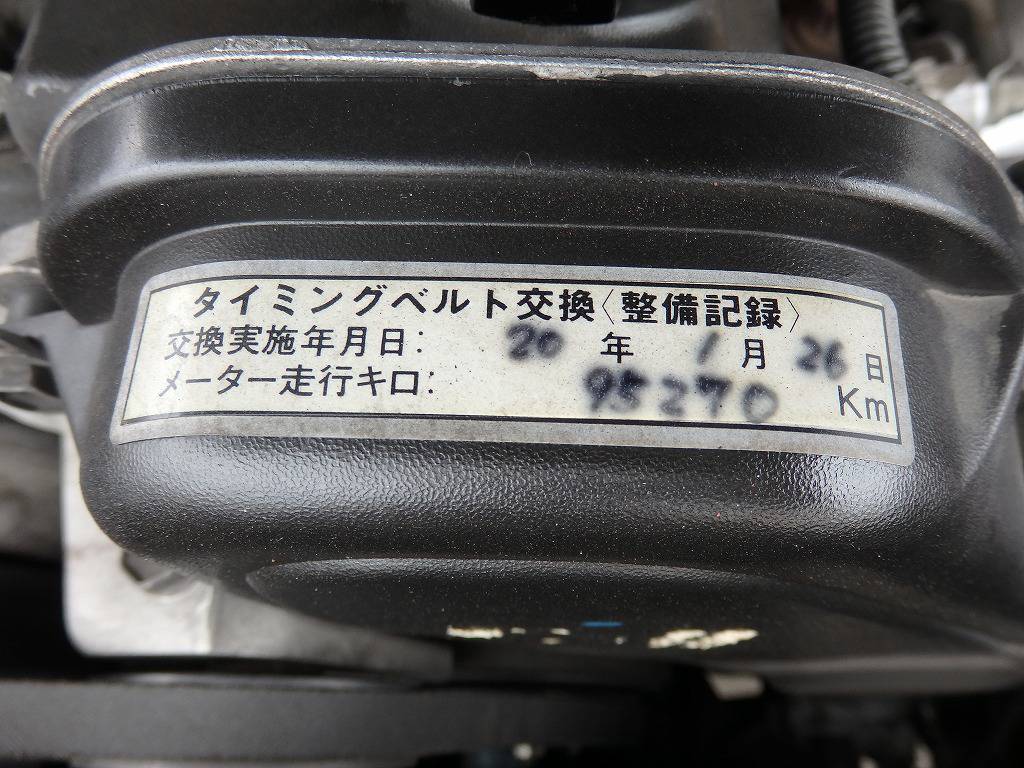 タイミングベルト交換〈整備記録〉
交換実施年月日: 20 年 1 月 26 日
メーター走行キロ: 95270 Km